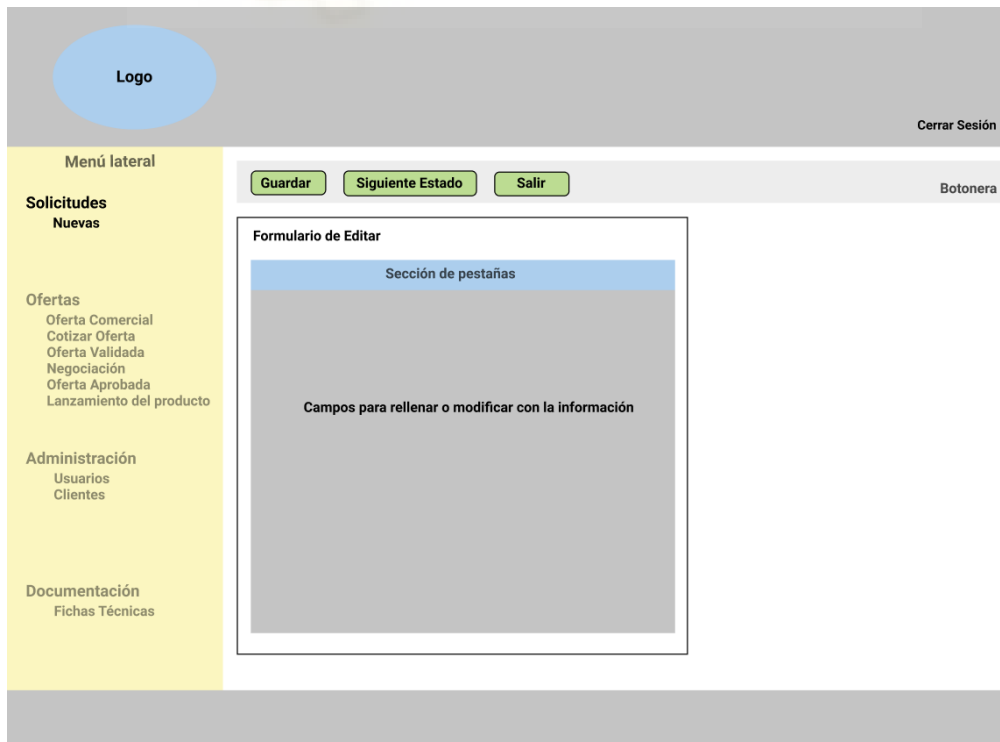 Logo
Cerrar Sesión
Menú lateral
Solicitudes
Nuevas
Ofertas
Oferta Comercial
Cotizar Oferta
Oferta Validada
Negociación
Oferta Aprobada
Lanzamiento del producto
Administración
Usuarios
Clientes
Documentación
Fichas Técnicas
Guardar
Siguiente Estado
Salir
Botonera
Formulario de Editar
Sección de pestañas
Campos para rellenar o modificar con la información